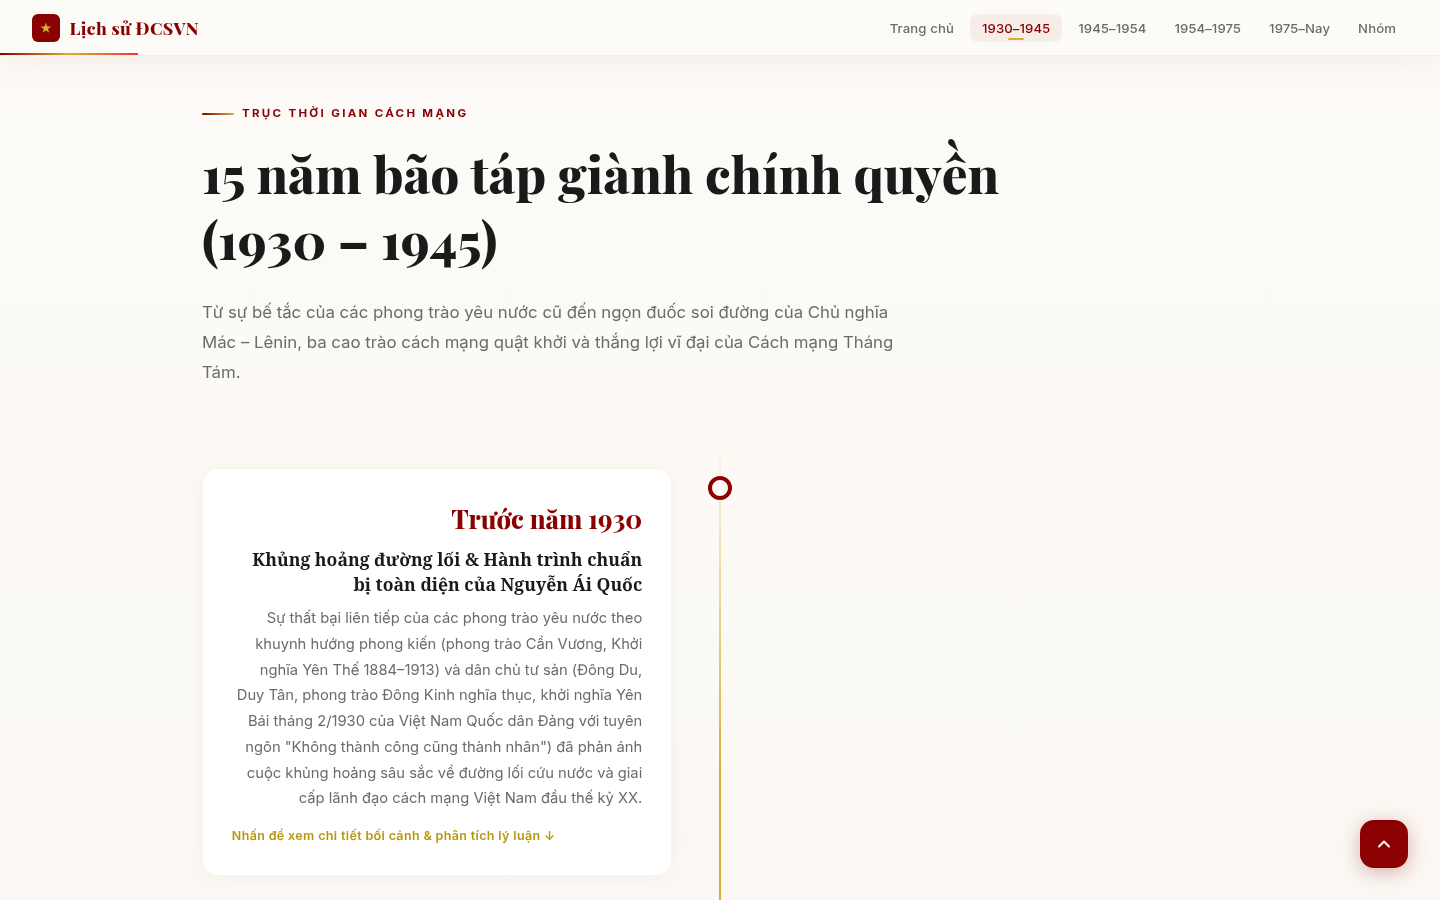 Lịch sử ĐCSVN
Trang chủ
1930–1945
1945–1954
1954–1975
1975–Nay
Nhóm
TRỤC THỜI GIAN CÁCH MẠNG
15 năm bão táp giành chính quyền
(1930 – 1945)
Từ sự bế tắc của các phong trào yêu nước cũ đến ngọn đuốc soi đường của Chủ nghĩa
Mác – Lênin, ba cao trào cách mạng quật khởi và thắng lợi vĩ đại của Cách mạng Tháng
Tám.
Trước năm 1930
Khủng hoảng đường lối & Hành trình chuẩn
bị toàn diện của Nguyễn Ái Quốc
Sự thất bại liên tiếp của các phong trào yêu nước theo
khuynh hướng phong kiến (phong trào Cần Vương, Khởi
nghĩa Yên Thế 1884–1913) và dân chủ tư sản (Đông Du,
Duy Tân, phong trào Đông Kinh nghĩa thục, khởi nghĩa Yên
Bái tháng 2/1930 của Việt Nam Quốc dân Đảng với tuyên
ngôn "Không thành công cũng thành nhân") đã phản ánh
cuộc khủng hoảng sâu sắc về đường lối cứu nước và giai
cấp lãnh đạo cách mạng Việt Nam đầu thế kỷ XX.
Nhấn để xem chi tiết bối cảnh & phân tích lý luận ↓